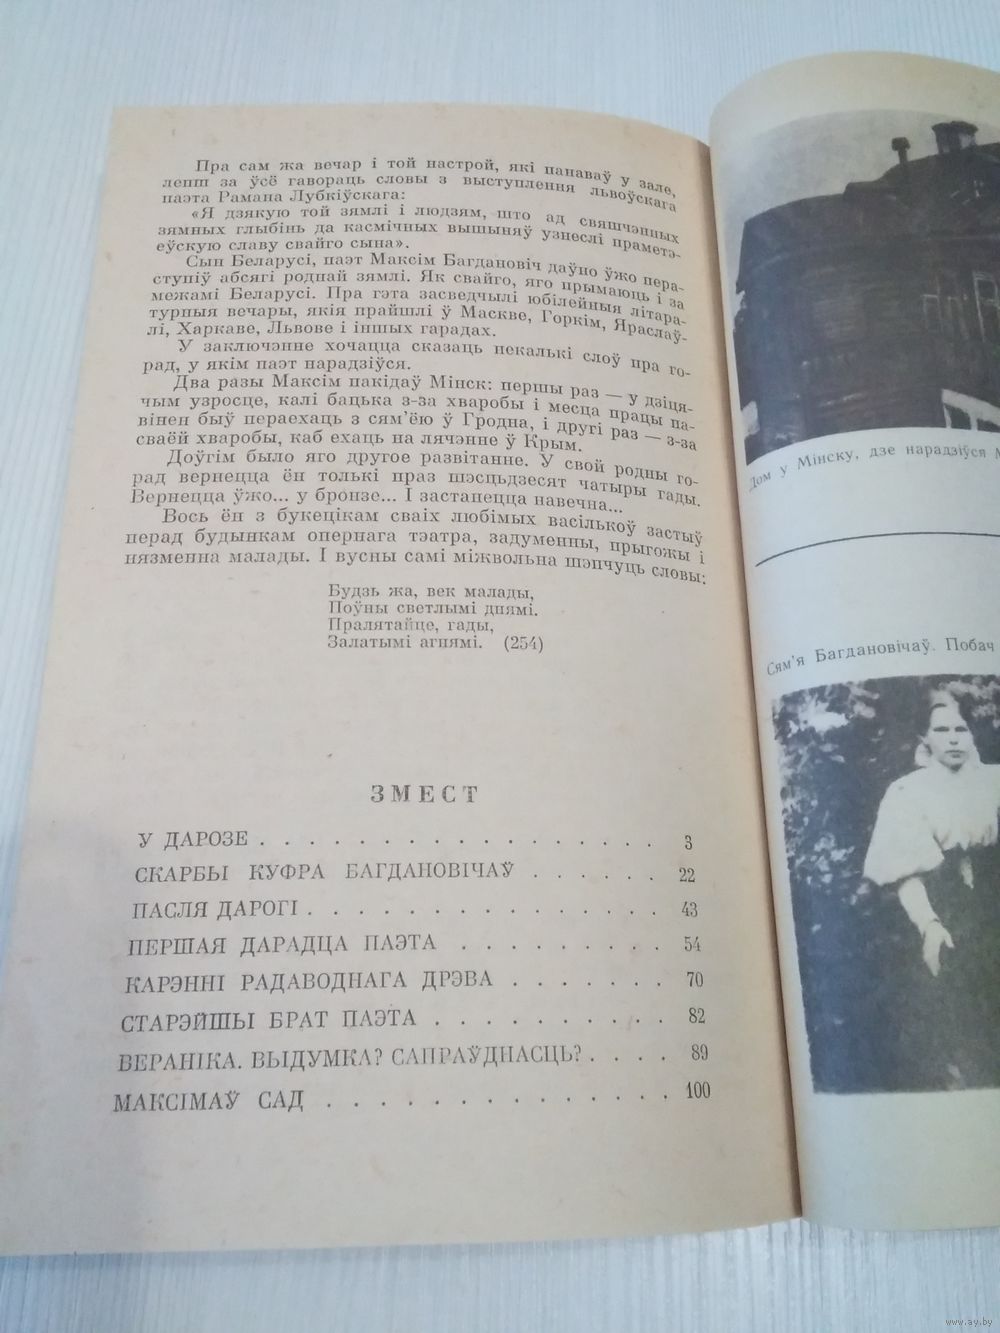 Пра сам жа вечар і той настрой, які панаваў у зале,
лепш за ўсё гавораць словы з выступлення львоўскага
паэта Рамана Лубкіўскага:
«Я дзякую той зямлі і людзям, што ад свяшчэнных
зямных глыбінь да касмічных вышыняў узнеслі праметэ-
еўскую славу свайго сына».
Сын Беларусі, паэт Максім Багдановіч даўно ўжо пера-
ступіў абсягі роднай зямлі. Як свайго, яго прымаюць і за
межамі Беларусі. Пра гэта засведчылі юбілейныя літара-
турныя вечары, якія прайшлі ў Маскве, Горкім, Яраслаў-
лі, Харкаве, Львове і іншых гарадах.
У заключэнне хочацца сказаць некалькі слоў пра го-
рад, у якім паэт нарадзіўся.
Два разы Максім пакідаў Мінск: першы раз — у дзіця-
чым узросце, калі бацька з-за хваробы і месца працы па-
вінен быў пераехаць з сям’ёю ў Гродна, і другі раз — з-за
сваёй хваробы, каб ехаць на лячэнне ў Крым.
Доўгім было яго другое развітанне. У свой родны го-
рад вернецца ён толькі праз шэсцьдзесят чатыры гады.
Вернецца ўжо... у бронзе... І застанецца навечна...
Вось ён з букецікам сваіх любімых васількоў застыў
перад будынкам опернага тэатра, задуменны, прыгожы і
нязменна малады. І вусны самі міжвольна шэпчуць словы:
Будзь жа, век малады,
Поўны светлымі днямі.
Пралятайце, гады,
Залатымі агнямі. (254)
ЗМЕСТ
У ДАРОЗЕ . . . . . . . . . . . . . . . . . 3
СКАРБЫ КУФРА БАГДАНОВІЧАЎ . . . . . . 22
ПАСЛЯ ДАРОГІ . . . . . . . . . . . . . . . 43
ПЕРШАЯ ДАРАДЦА ПАЭТА . . . . . . . . . 54
КАРЭННІ РАДАВОДНАГА ДРЭВА . . . . . . . 70
СТАРЭЙШЫ БРАТ ПАЭТА . . . . . . . . . . 82
ВЕРАНІКА. ВЫДУМКА? САПРАЎДНАСЦЬ? . . . . 89
МАКСІМАЎ САД . . . . . . . . . . . . . . 100
Дом у Мінску, дзе нарадзіўся М
Сям’я Багдановічаў. Побач
www.ay.by